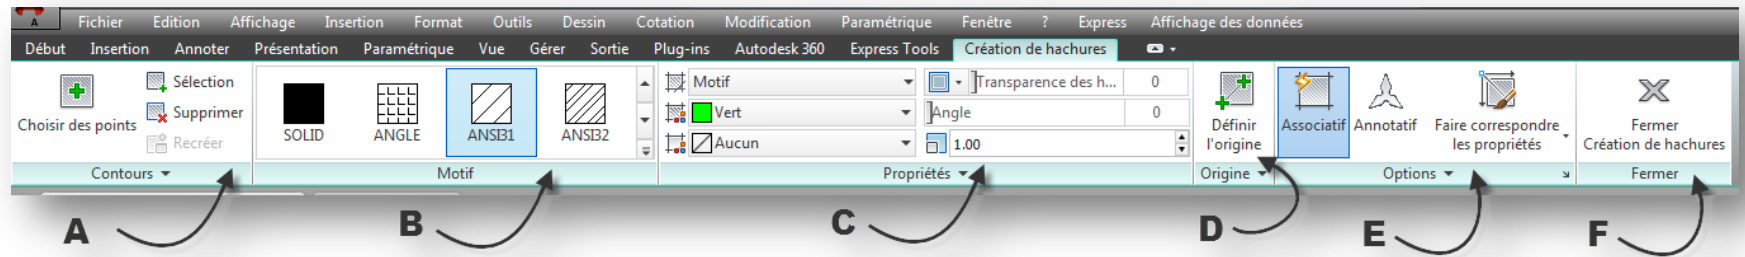 Fichier Edition Affichage Insertion Format Outils Dessin Cotation Modification Paramétrique Fenêtre ? Express Affichage des données
A
Début Insertion Annoter Présentation Paramétrique Vue Gérer Sortie Plug-ins Autodesk 360 Express Tools Création de hachures
Choisir des points
Sélection
Supprimer
Recréer
SOLID ANGLE ANSI31 ANSI32
Motif
Vert
Aucun
Transparence des h... 0
Angle 0
1.00
Définir
l'origine
Associatif Annotatif
Faire correspondre
les propriétés
Fermer
Création de hachures
Contours Motif Propriétés Origine Options Fermer
A B C D E F